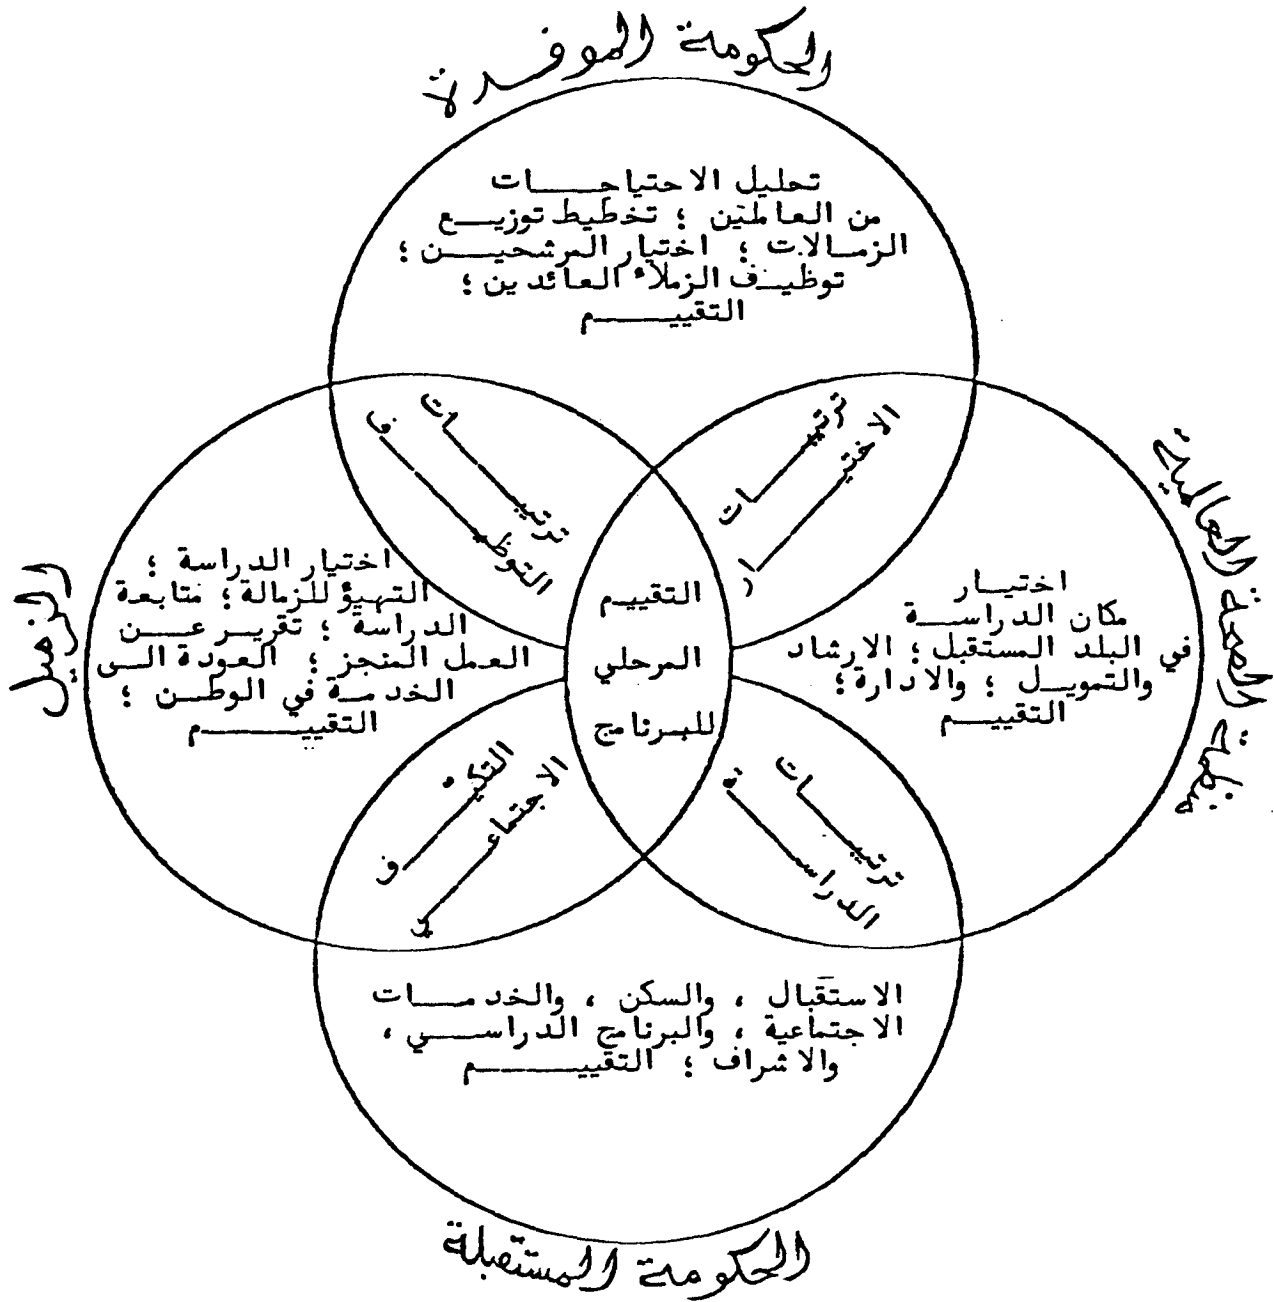 الحكومة الموفدة
تحليل الاحتياجات
من العاملين ؛ تخطيط توزيع
الزمالات ؛ اختيار المرشحين ؛
توظيف الزملاء العائدين ؛
التقييم
ترتيبات
الاختيار
ترتيبات
التوظيف
منظمة الصحة العالمية
اختيار
مكان الدراسة
في البلد المستقبل ؛ الارشاد
والتمويل ؛ والادارة ؛
التقييم
التقييم
المرحلي
للبرنامج
الزميل
اختيار الدراسة ؛
التهيؤ للزمالة ؛ متابعة
الدراسة ؛ تقرير عن
العمل المنجز ؛ العودة الى
الخدمة في الوطن ؛
التقييم
ترتيبات
الدراسة
التكيف
الاجتماعي
الاستقبال ، والسكن ، والخدمات
الاجتماعية ، والبرنامج الدراسي ،
والاشراف ؛ التقييم
الحكومة المستقبلة